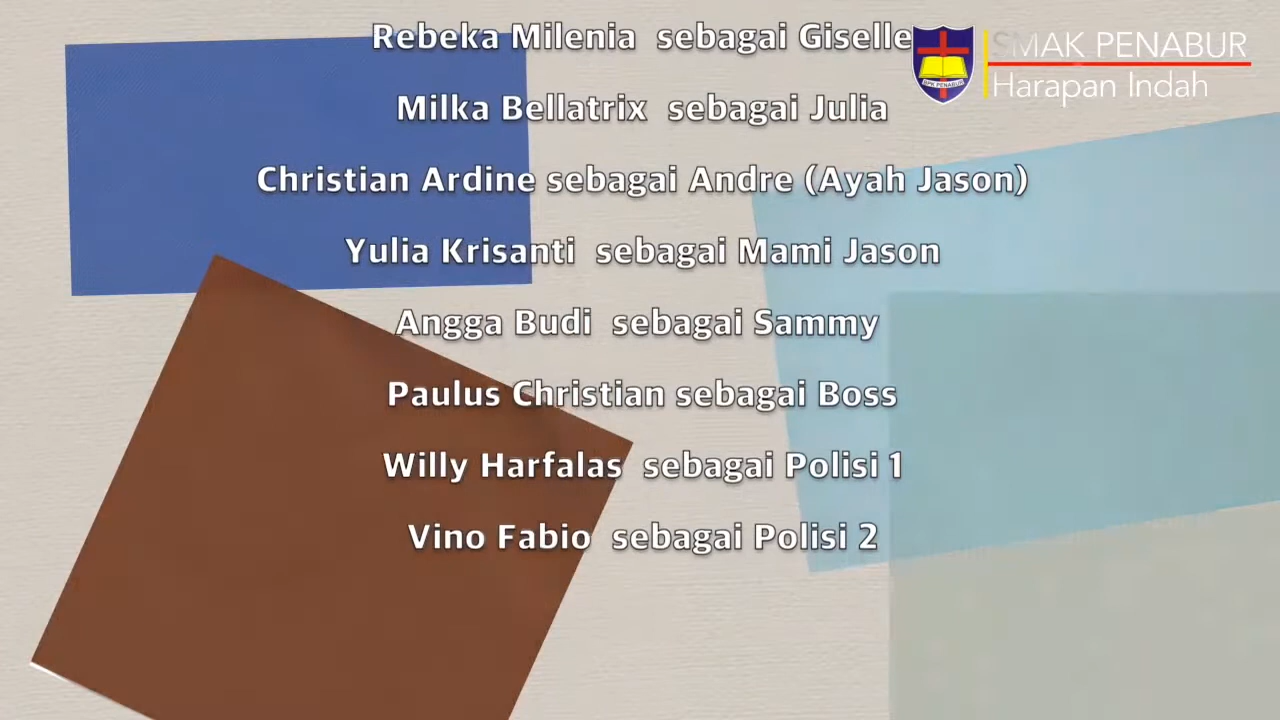 Rebeka Milenia sebagai Giselle
SMAK PENABUR
Harapan Indah
BPK PENABUR
Milka Bellatrix sebagai Julia
Christian Ardine sebagai Andre (Ayah Jason)
Yulia Krisanti sebagai Mami Jason
Angga Budi sebagai Sammy
Paulus Christian sebagai Boss
Willy Harfalas sebagai Polisi 1
Vino Fabio sebagai Polisi 2